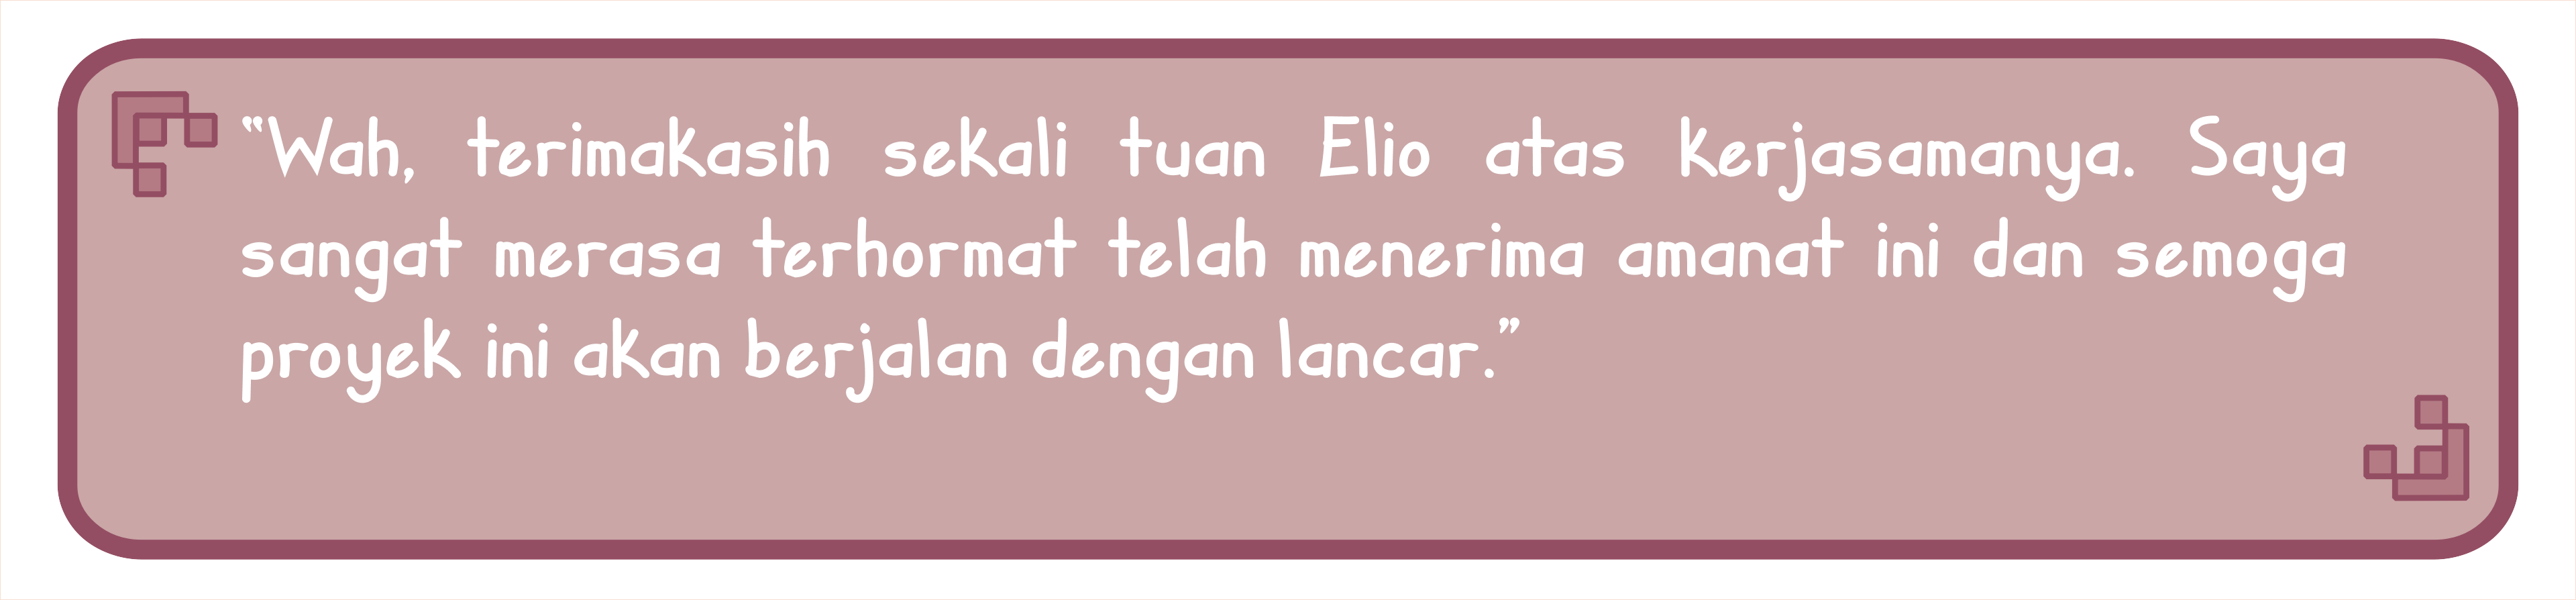 “Wah, terimakasih sekali tuan Elio atas kerjasamanya. Saya
sangat merasa terhormat telah menerima amanat ini dan semoga
proyek ini akan berjalan dengan lancar.”